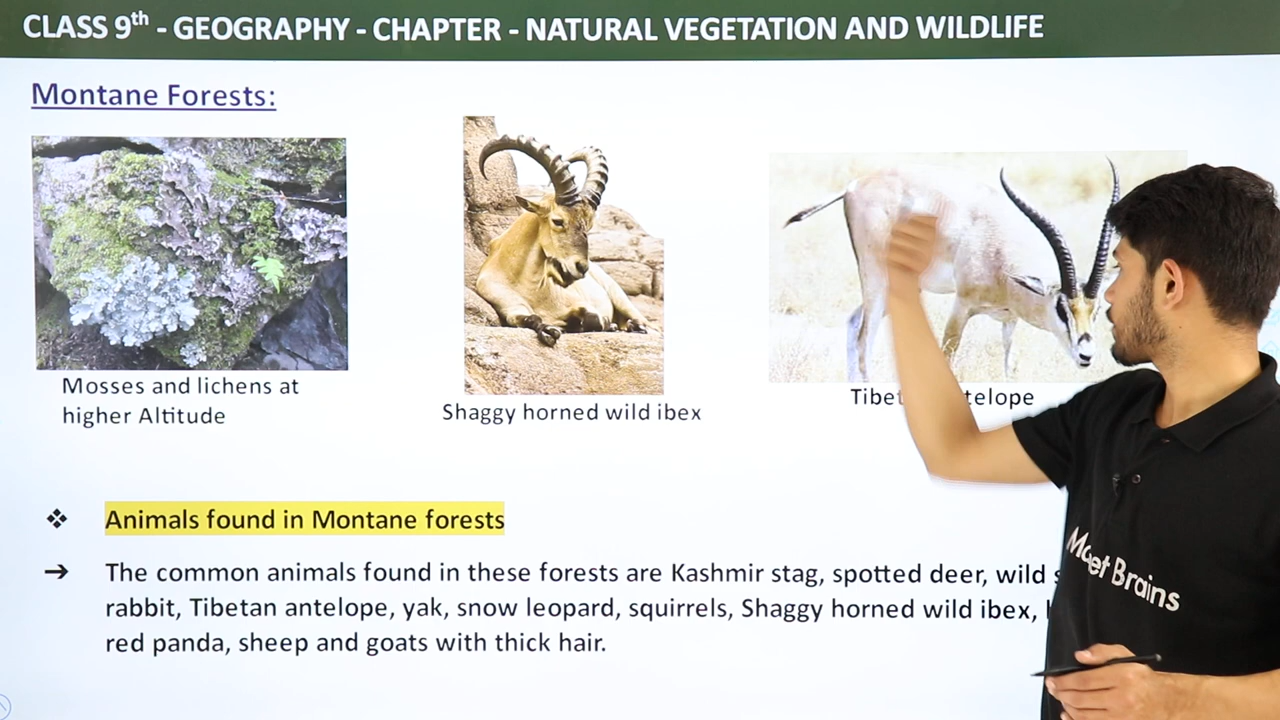 CLASS 9th - GEOGRAPHY - CHAPTER - NATURAL VEGETATION AND WILDLIFE
Montane Forests:
Mosses and lichens at
higher Altitude
Shaggy horned wild ibex
❖ Animals found in Montane forests
➔ The common animals found in these forests are Kashmir stag, spotted deer, wild
rabbit, Tibetan antelope, yak, snow leopard, squirrels, Shaggy horned wild ibex,
red panda, sheep and goats with thick hair.
Brains